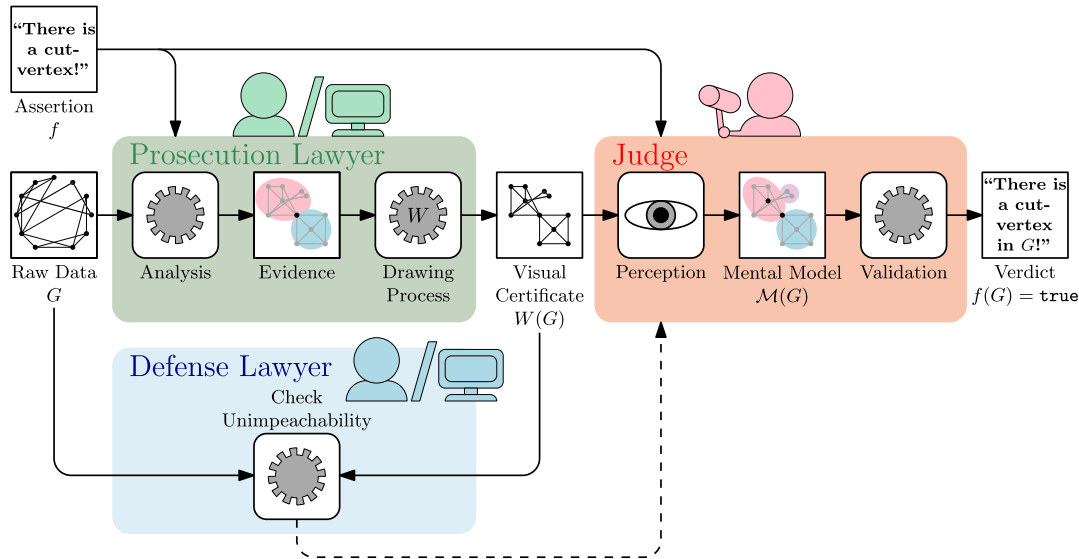 “There is
a cut-
vertex!”
Assertion
f
Prosecution Lawyer
Judge
W
“There is
a cut-
vertex
in G!”
Raw Data
G
Analysis
Evidence
Drawing
Process
Visual
Certificate
W(G)
Perception
Mental Model
M(G)
Validation
Verdict
f(G) = true
Defense Lawyer
Check
Unimpeachability